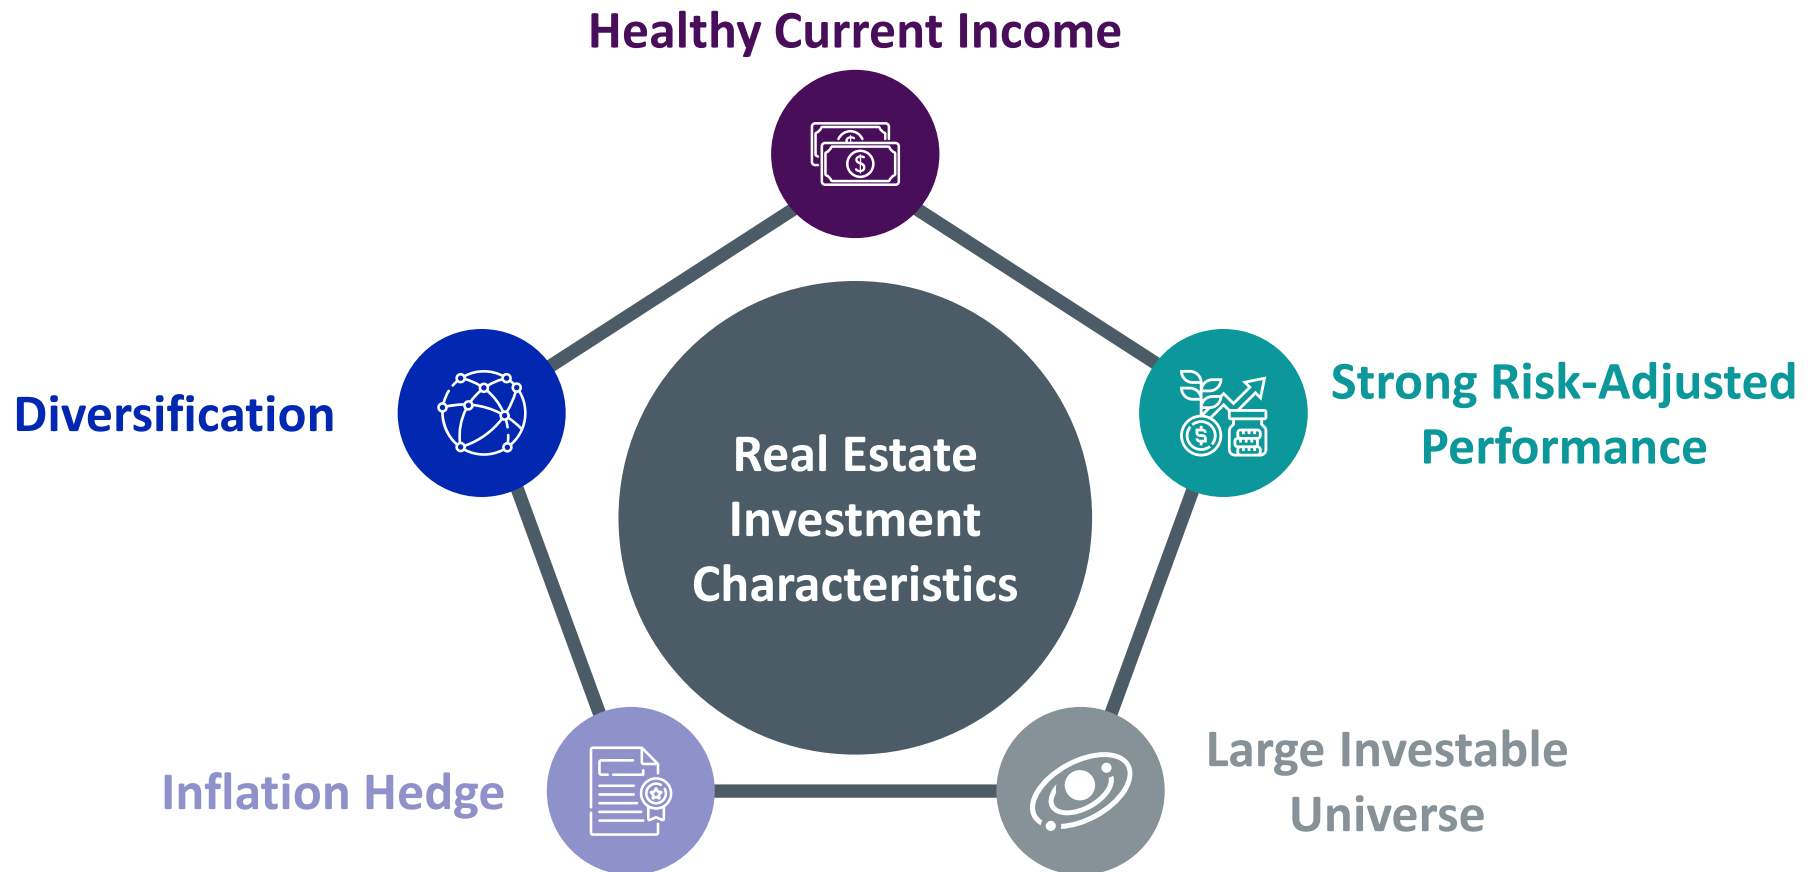 Healthy Current Income
Diversification
Real Estate
Investment
Characteristics
Strong Risk-Adjusted
Performance
Inflation Hedge
Large Investable
Universe
$
$
$